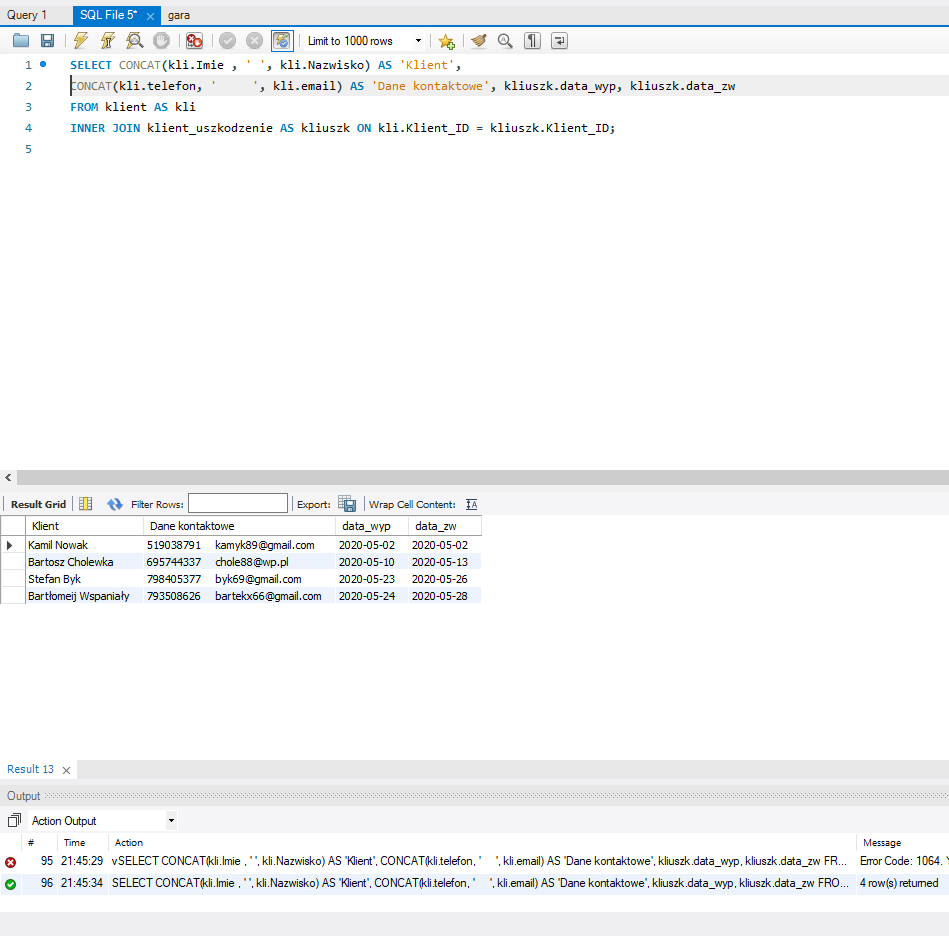 Query 1 SQL File 5* gara
Limit to 1000 rows
1 SELECT CONCAT(kli.Imie , ' ', kli.Nazwisko) AS 'Klient',
2 CONCAT(kli.telefon, '     ', kli.email) AS 'Dane kontaktowe', kliuszk.data_wyp, kliuszk.data_zw
3 FROM klient AS kli
4 INNER JOIN klient_uszkodzenie AS kliuszk ON kli.Klient_ID = kliuszk.Klient_ID;
5
Result Grid Filter Rows: Export: Wrap Cell Content:
Klient Dane kontaktowe data_wyp data_zw
Kamil Nowak 519038791 kamyk89@gmail.com 2020-05-02 2020-05-02
Bartosz Cholewka 695744337 chole88@wp.pl 2020-05-10 2020-05-13
Stefan Byk 798405377 byk69@gmail.com 2020-05-23 2020-05-26
Bartłomeij Wspaniały 793508626 bartekx66@gmail.com 2020-05-24 2020-05-28
Result 13
Output
Action Output
# Time Action Message
95 21:45:29 vSELECT CONCAT(kli.Imie , ' ', kli.Nazwisko) AS 'Klient', CONCAT(kli.telefon, '     ', kli.email) AS 'Dane kontaktowe', kliuszk.data_wyp, kliuszk.data_zw FR... Error Code: 1064. Y
96 21:45:34 SELECT CONCAT(kli.Imie , ' ', kli.Nazwisko) AS 'Klient', CONCAT(kli.telefon, '     ', kli.email) AS 'Dane kontaktowe', kliuszk.data_wyp, kliuszk.data_zw FRO... 4 row(s) returned